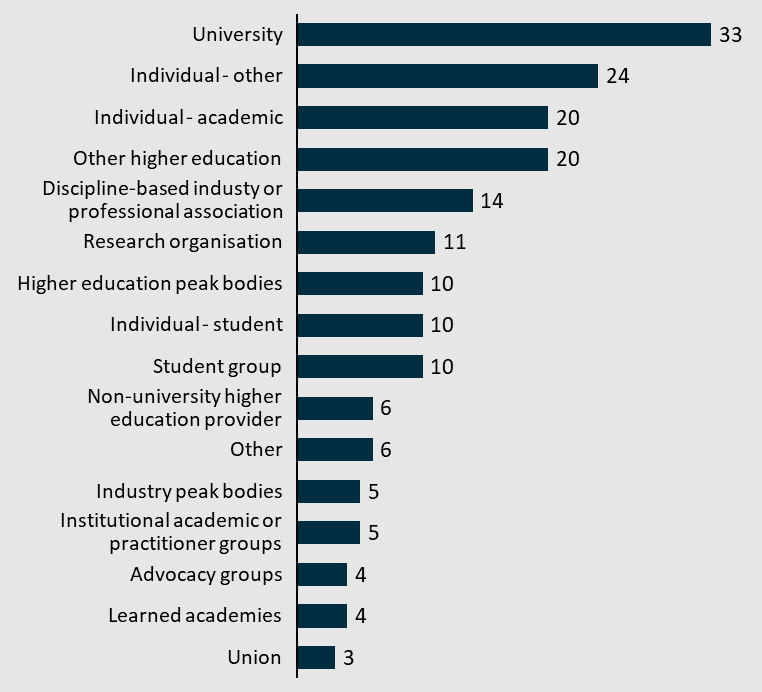 University 33
Individual - other 24
Individual - academic 20
Other higher education 20
Discipline-based industy or
professional association 14
Research organisation 11
Higher education peak bodies 10
Individual - student 10
Student group 10
Non-university higher
education provider 6
Other 6
Industry peak bodies 5
Institutional academic or
practitioner groups 5
Advocacy groups 4
Learned academies 4
Union 3